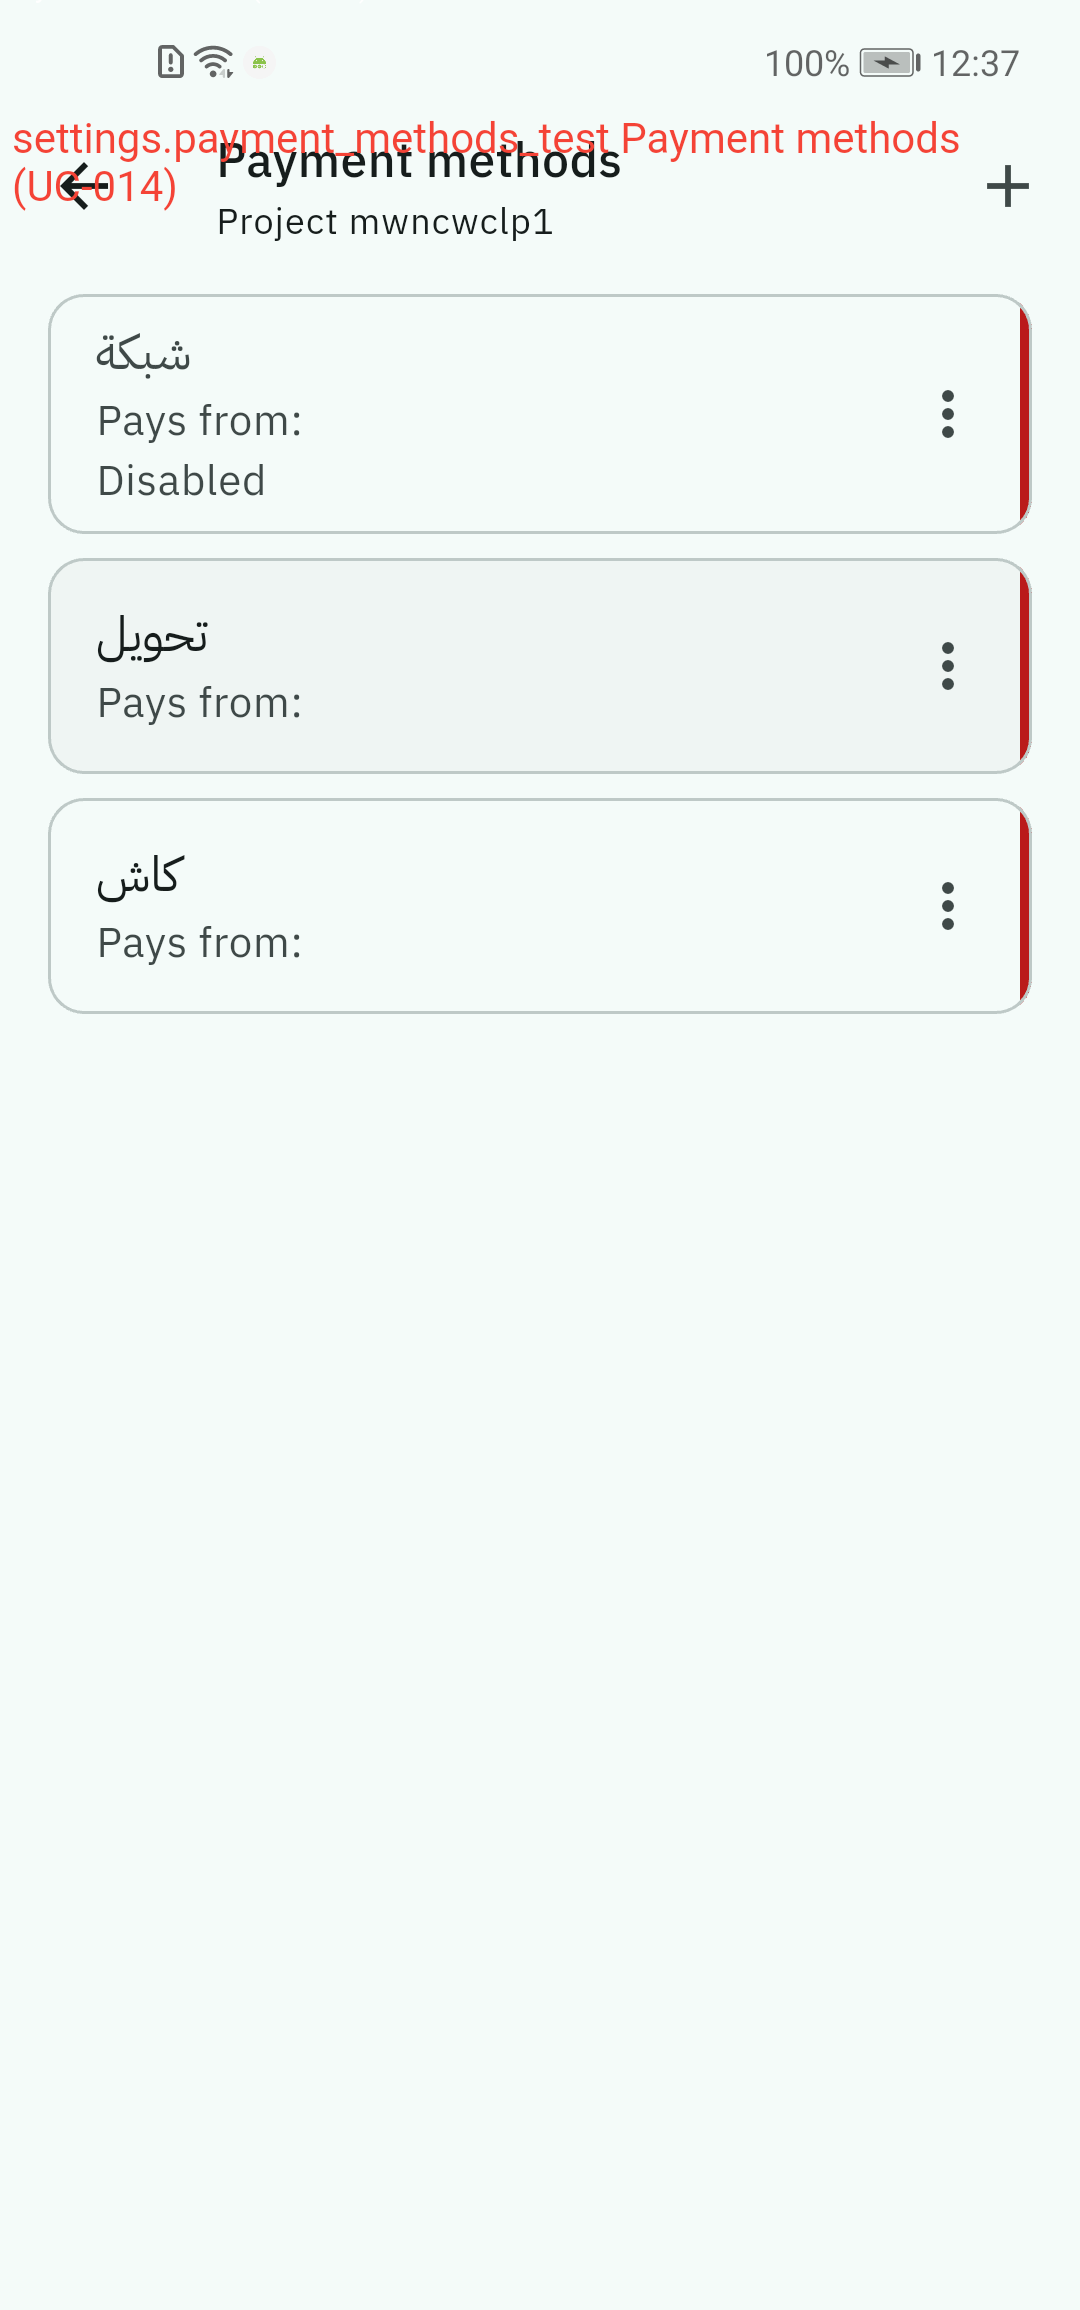 100% 12:37
settings.payment_methods_test Payment methods
(UC-014)
Payment methods
Project mwncwclp1
شبكة
Pays from:
Disabled
تحويل
Pays from:
كاش
Pays from: